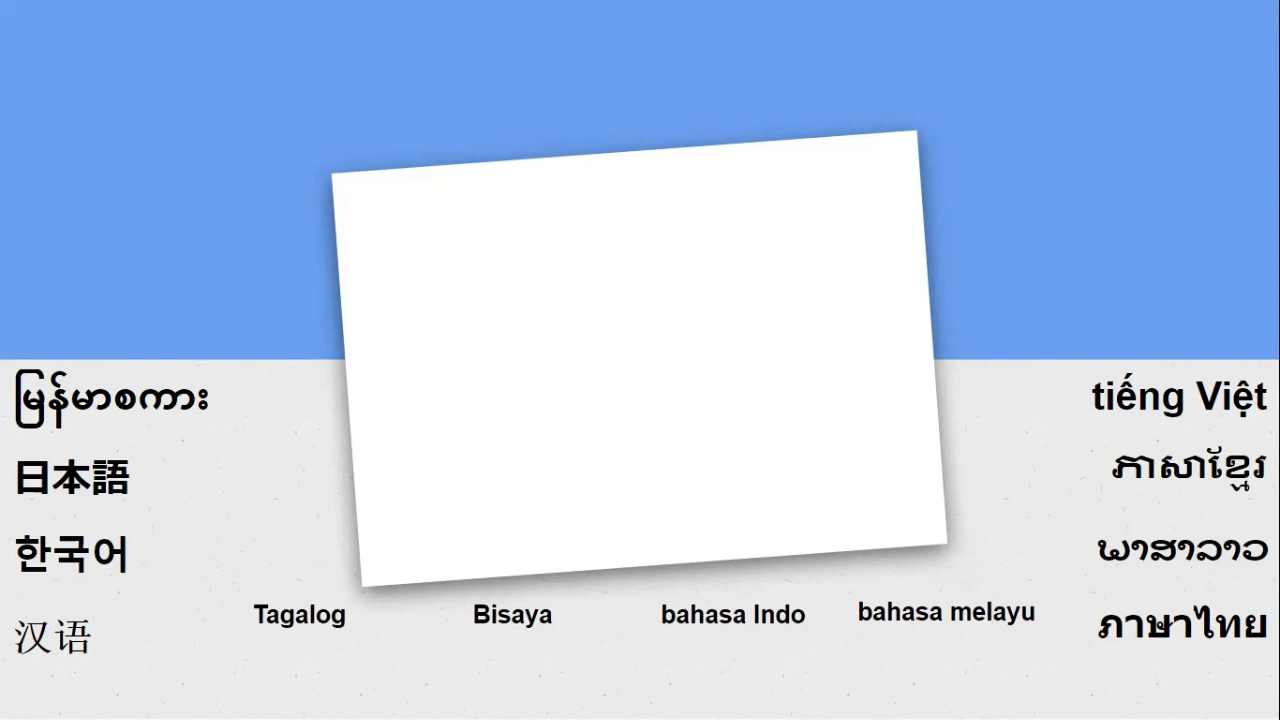 မြန်မာစကား
日本語
한국어
汉语
Tagalog
Bisaya
bahasa Indo
bahasa melayu
tiếng Việt
ភាសាខ្មែរ
ພາສາລາວ
ภาษาไทย